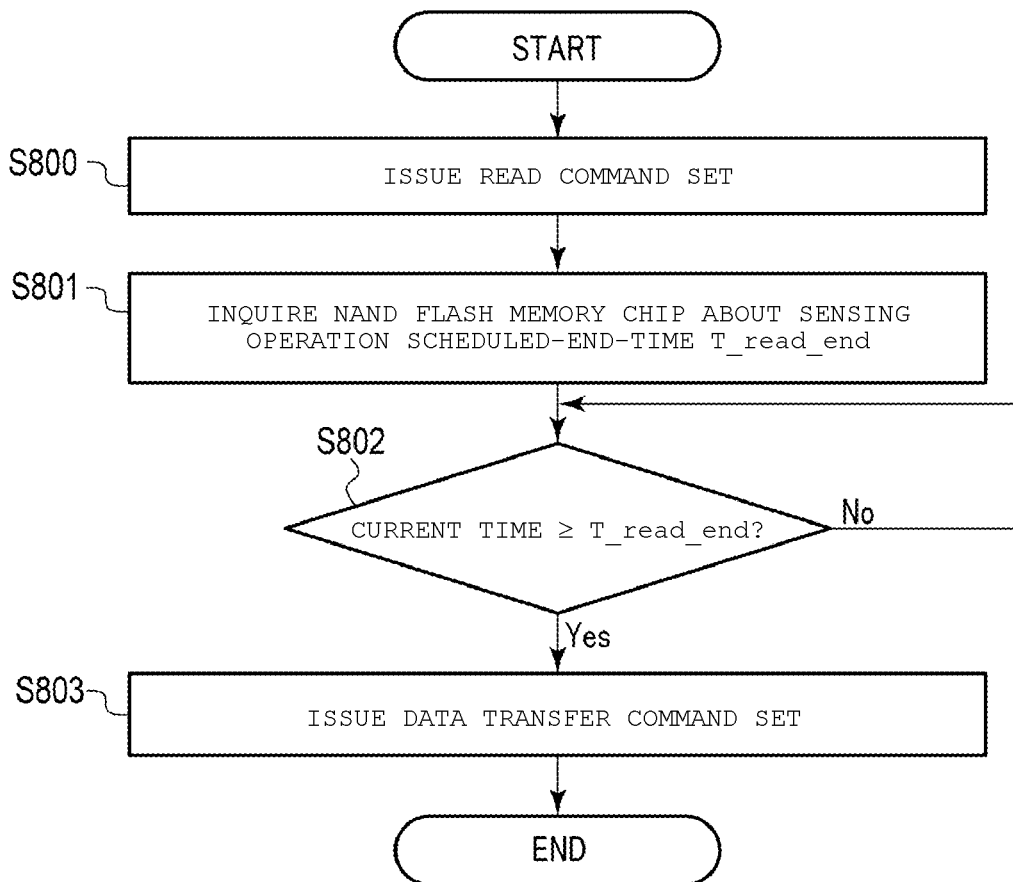 START
S800
ISSUE READ COMMAND SET
S801
INQUIRE NAND FLASH MEMORY CHIP ABOUT SENSING
OPERATION SCHEDULED-END-TIME T_read_end
S802
CURRENT TIME ≥ T_read_end?
No
Yes
S803
ISSUE DATA TRANSFER COMMAND SET
END